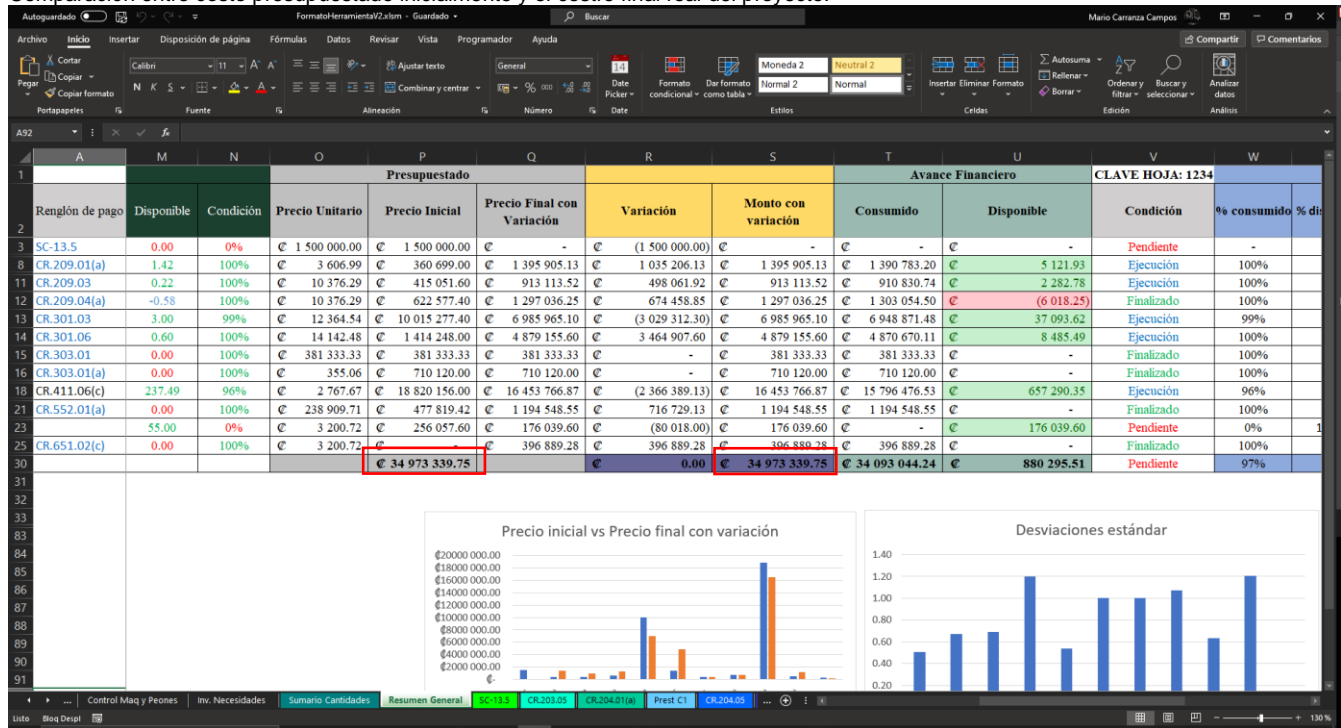 Comparación entre costo presupuestado inicialmente y el costro final real del proyecto.
Autoguardado FormatoHerramientaV2.xlsm - Guardado Buscar Mario Carranza Campos
Archivo Inicio Insertar Disposición de página Fórmulas Datos Revisar Vista Programador Ayuda Compartir Comentarios
Pegar Cortar Copiar Copiar formato Calibri 11 N K S Ajustar texto Combinar y centrar General % 000 14 Date Picker Formato condicional Dar formato como tabla Moneda 2 Neutral 2 Normal 2 Normal Insertar Eliminar Formato Autosuma Rellenar Borrar Ordenar y filtrar Buscar y seleccionar Analizar datos
Portapapeles Fuente Alineación Número Date Estilos Celdas Edición Análisis
A92 fx
A M N O P Q R S T U V W
1 Presupuestado Avance Financiero CLAVE HOJA: 1234
2 Renglón de pago Disponible Condición Precio Unitario Precio Inicial Precio Final con Variación Variación Monto con variación Consumido Disponible Condición % consumido
3 SC-13.5 0.00 0% ₡ 1 500 000.00 ₡ 1 500 000.00 ₡ - ₡ (1 500 000.00) ₡ - ₡ - ₡ - Pendiente -
8 CR.209.01(a) 1.42 100% ₡ 3 606.99 ₡ 360 699.00 ₡ 1 395 905.13 ₡ 1 035 206.13 ₡ 1 395 905.13 ₡ 1 390 783.20 ₡ 5 121.93 Ejecución 100%
11 CR.209.03 0.22 100% ₡ 10 376.29 ₡ 415 051.60 ₡ 913 113.52 ₡ 498 061.92 ₡ 913 113.52 ₡ 910 830.74 ₡ 2 282.78 Ejecución 100%
12 CR.209.04(a) -0.58 100% ₡ 10 376.29 ₡ 622 577.40 ₡ 1 297 036.25 ₡ 674 458.85 ₡ 1 297 036.25 ₡ 1 303 054.50 ₡ (6 018.25) Finalizado 100%
13 CR.301.03 3.00 99% ₡ 12 364.54 ₡ 10 015 277.40 ₡ 6 985 965.10 ₡ (3 029 312.30) ₡ 6 985 965.10 ₡ 6 948 871.48 ₡ 37 093.62 Ejecución 99%
14 CR.301.06 0.60 100% ₡ 14 142.48 ₡ 1 414 248.00 ₡ 4 879 155.60 ₡ 3 464 907.60 ₡ 4 879 155.60 ₡ 4 870 670.11 ₡ 8 485.49 Ejecución 100%
15 CR.303.01 0.00 100% ₡ 381 333.33 ₡ 381 333.33 ₡ 381 333.33 ₡ - ₡ 381 333.33 ₡ 381 333.33 ₡ - Finalizado 100%
16 CR.303.01(a) 0.00 100% ₡ 355.06 ₡ 710 120.00 ₡ 710 120.00 ₡ - ₡ 710 120.00 ₡ 710 120.00 ₡ - Finalizado 100%
18 CR.411.06(c) 237.49 96% ₡ 2 767.67 ₡ 18 820 156.00 ₡ 16 453 766.87 ₡ (2 366 389.13) ₡ 16 453 766.87 ₡ 15 796 476.53 ₡ 657 290.35 Ejecución 96%
21 CR.552.01(a) 0.00 100% ₡ 238 909.71 ₡ 477 819.42 ₡ 1 194 548.55 ₡ 716 729.13 ₡ 1 194 548.55 ₡ 1 194 548.55 ₡ - Finalizado 100%
23 55.00 0% ₡ 3 200.72 ₡ 256 057.60 ₡ 176 039.60 ₡ (80 018.00) ₡ 176 039.60 ₡ - ₡ 176 039.60 Pendiente 0% 1
25 CR.651.02(c) 0.00 100% ₡ 3 200.72 ₡ - ₡ 396 889.28 ₡ 396 889.28 ₡ 396 889.28 ₡ 396 889.28 ₡ - Finalizado 100%
30 ₡ 34 973 339.75 ₡ 0.00 ₡ 34 973 339.75 ₡ 34 093 044.24 ₡ 880 295.51 Pendiente 97%
31
32
33
83 Precio inicial vs Precio final con variación Desviaciones estándar
84 ₡20000 000.00 1.40
85 ₡18000 000.00
₡16000 000.00 1.20
86 ₡14000 000.00
₡12000 000.00 1.00
87 ₡10000 000.00
88 ₡8000 000.00 0.80
89 ₡6000 000.00 0.60
90 ₡4000 000.00 0.40
₡2000 000.00
91 ₡- 0.20
... Control Maq y Peones Inv. Necesidades Sumario Cantidades Resumen General SC-13.5 CR.203.05 CR.204.01(a) Prest C1 CR.204.05 ...
Listo Bloq Despl 130 %